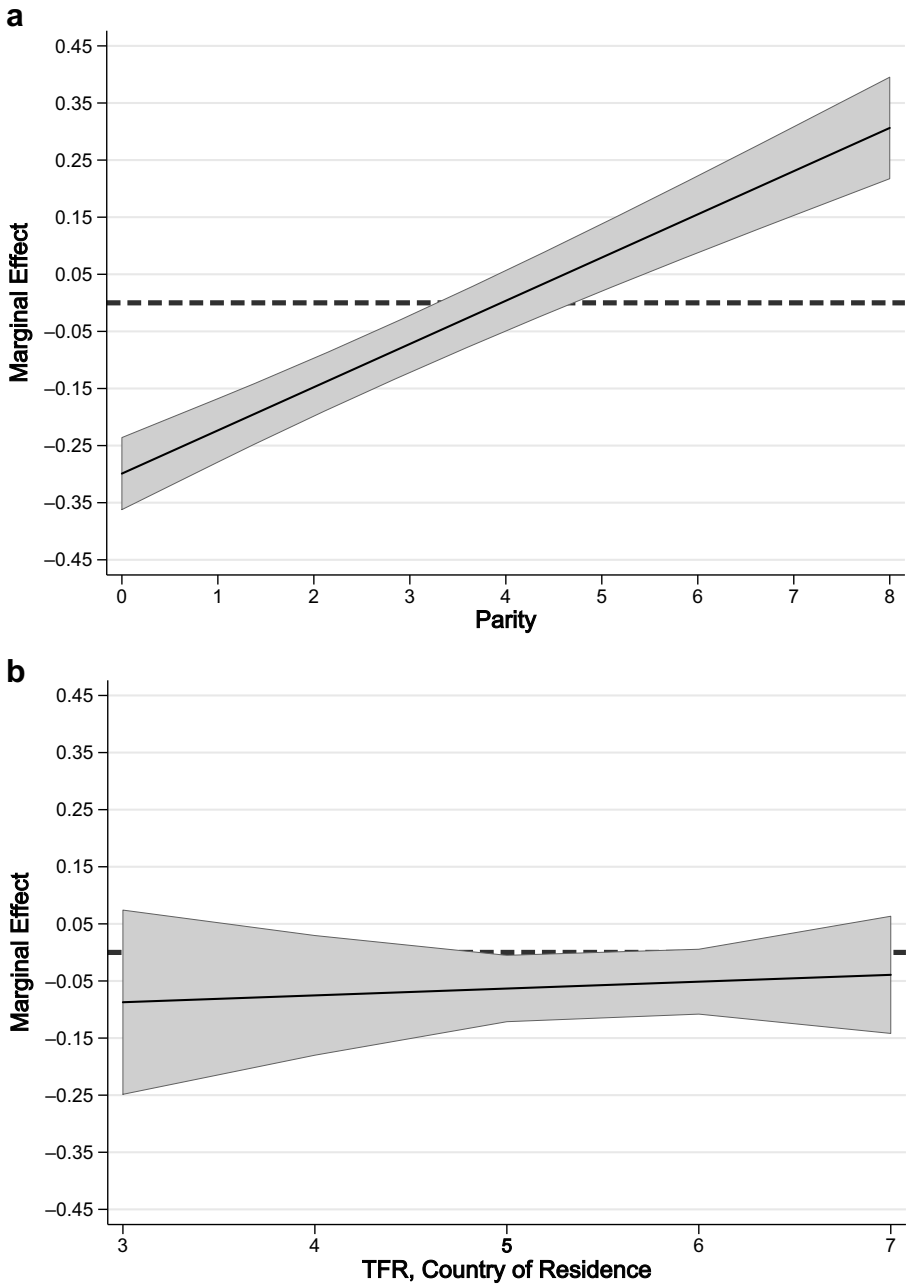 a
0.45
0.35
0.25
0.15
0.05
–0.05
–0.15
–0.25
–0.35
–0.45
Marginal Effect
0 1 2 3 4 5 6 7 8
Parity
b
0.45
0.35
0.25
0.15
0.05
–0.05
–0.15
–0.25
–0.35
–0.45
Marginal Effect
3 4 5 6 7
TFR, Country of Residence